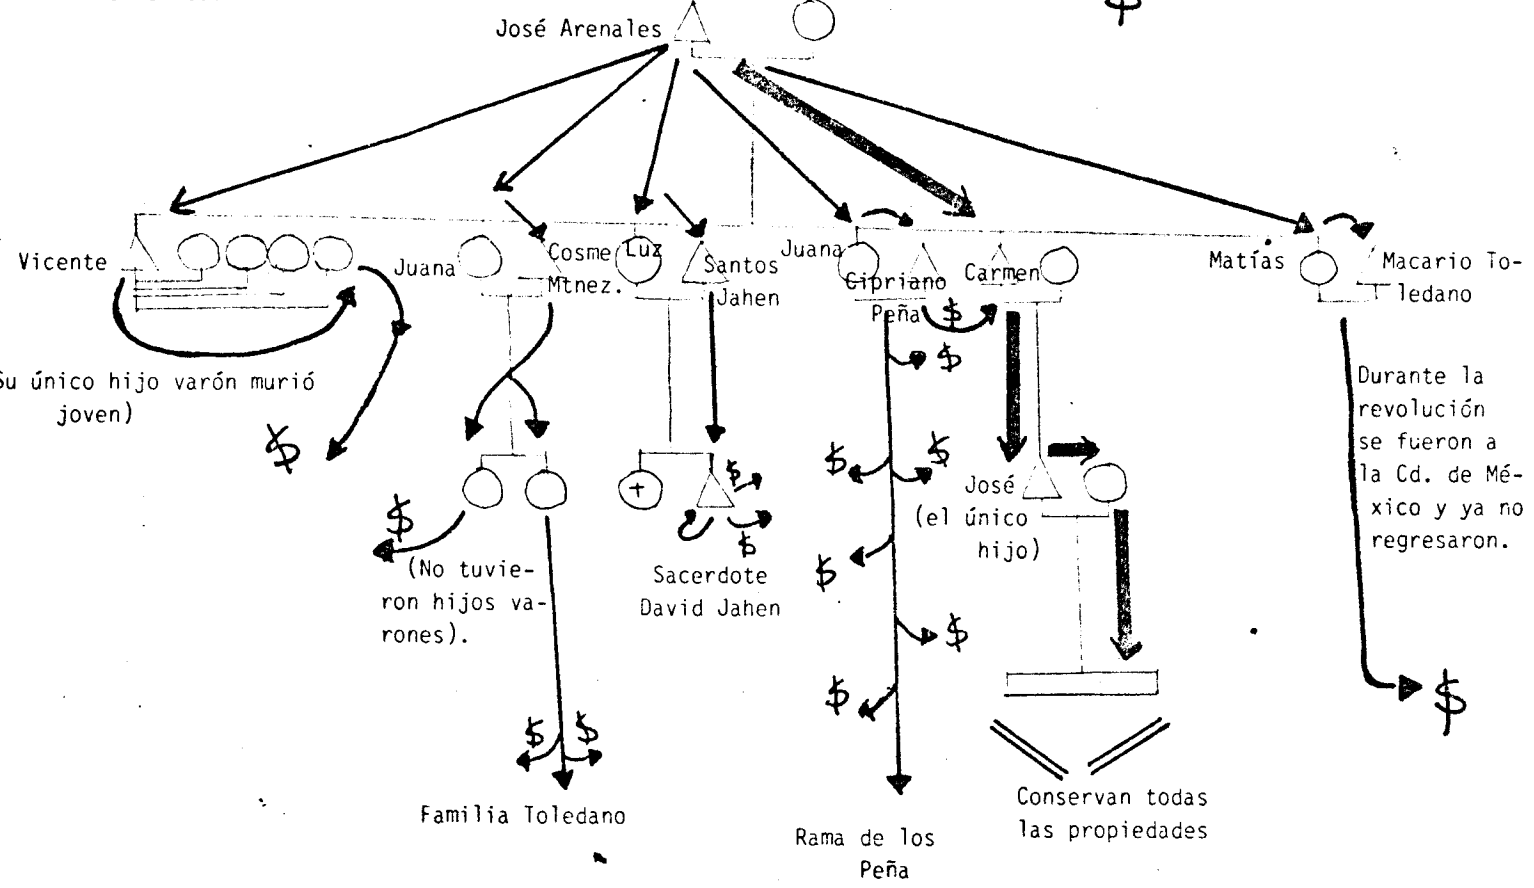 $
José Arenales
Vicente
Juana
Cosme
Mtnez.
Luz
Santos
Jahen
Juana
Cipriano
Peña
Carmen
Matías
Macario To-
ledano
$
$
Su único hijo varón murió
joven)
$
Durante la
revolución
se fueron a
la Cd. de Mé-
xico y ya no
regresaron.
$
$
$
+
$
$
$
José
(el único
hijo)
(No tuvie-
ron hijos va-
rones).
Sacerdote
David Jahen
$
$
$
$
$
$
Conservan todas
las propiedades
Familia Toledano
Rama de los
Peña